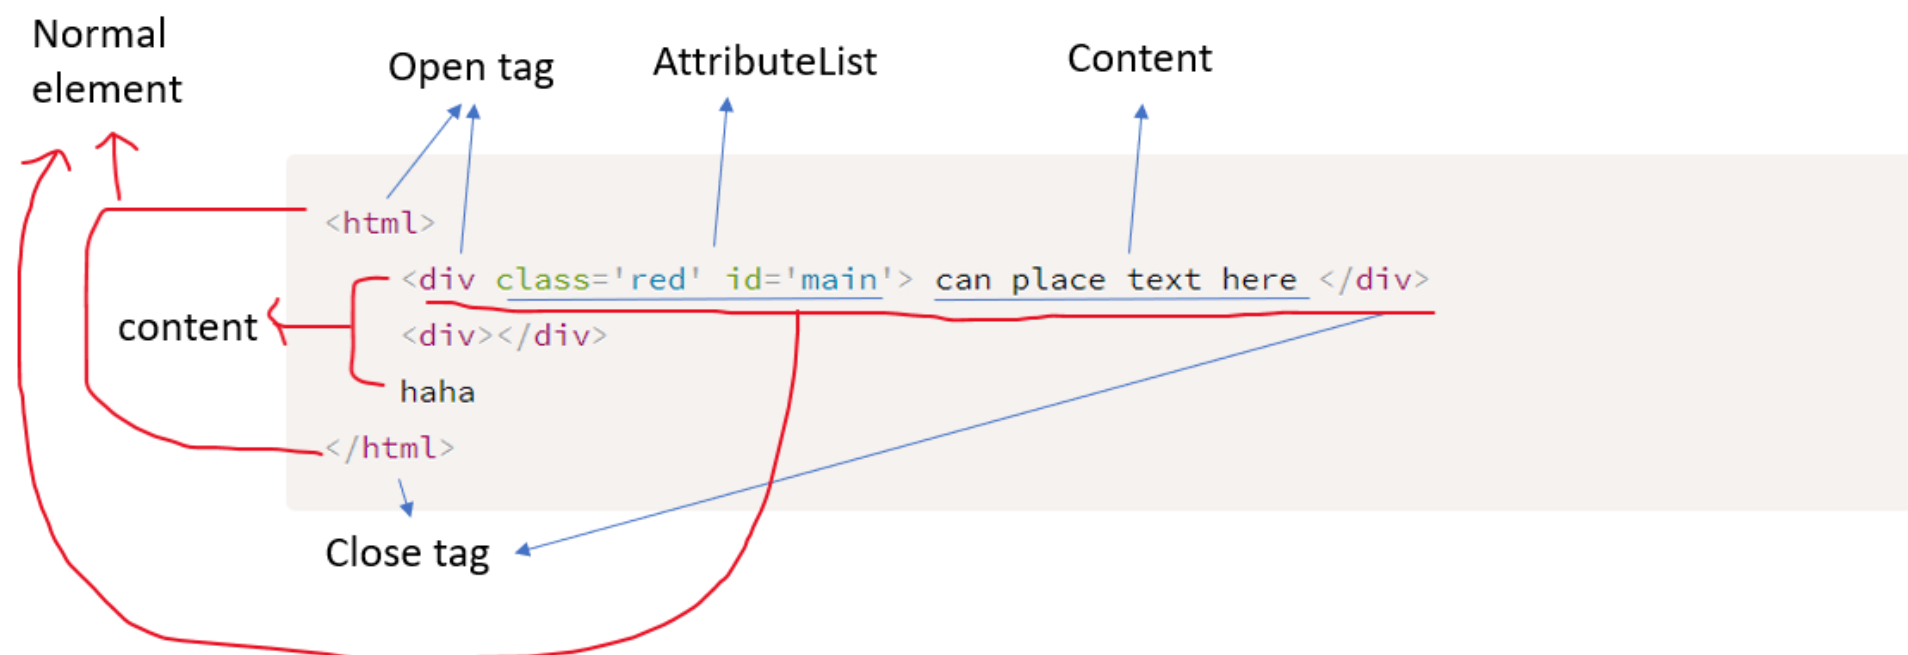 Normal
element
Open tag
AttributeList
Content
<html>
<div class='red' id='main'> can place text here </div>
content
<div></div>
haha
</html>
Close tag